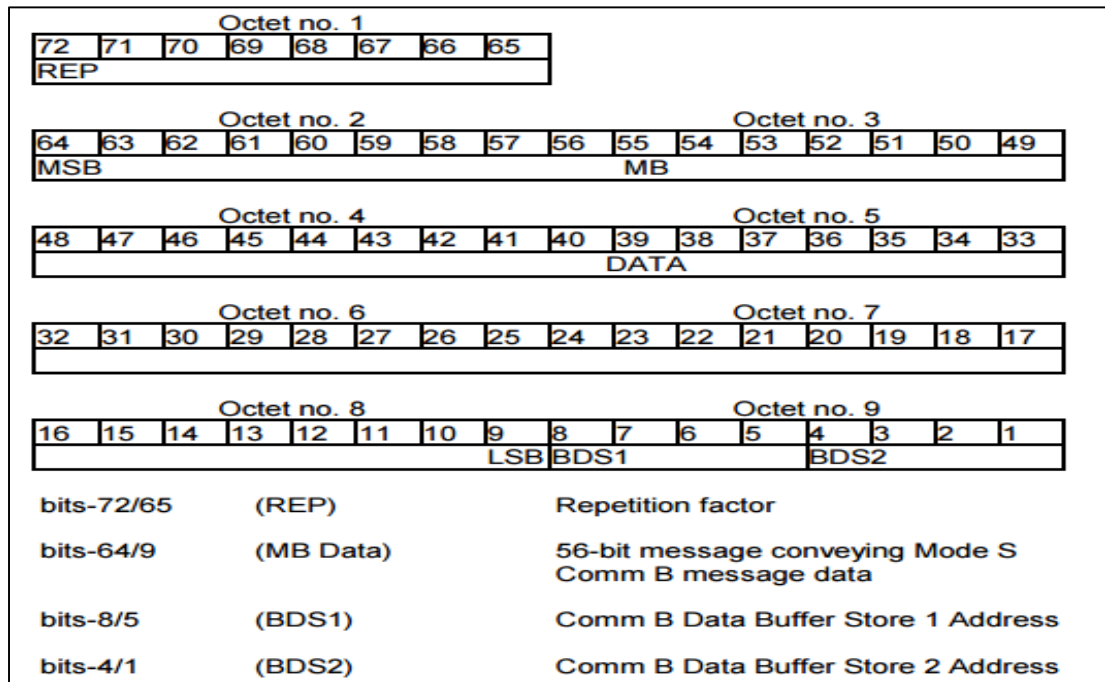 Octet no. 1
72 71 70 69 68 67 66 65
REP
Octet no. 2 Octet no. 3
64 63 62 61 60 59 58 57 56 55 54 53 52 51 50 49
MSB MB
Octet no. 4 Octet no. 5
48 47 46 45 44 43 42 41 40 39 38 37 36 35 34 33
DATA
Octet no. 6 Octet no. 7
32 31 30 29 28 27 26 25 24 23 22 21 20 19 18 17
Octet no. 8 Octet no. 9
16 15 14 13 12 11 10 9 8 7 6 5 4 3 2 1
LSB BDS1 BDS2
bits-72/65 (REP) Repetition factor
bits-64/9 (MB Data) 56-bit message conveying Mode S
Comm B message data
bits-8/5 (BDS1) Comm B Data Buffer Store 1 Address
bits-4/1 (BDS2) Comm B Data Buffer Store 2 Address